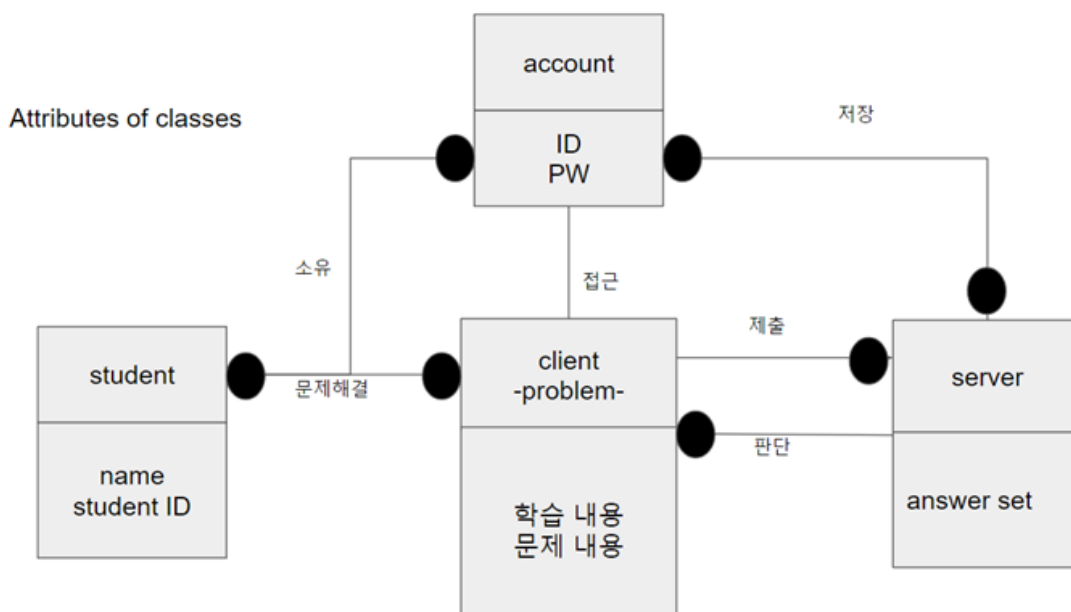 Attributes of classes
account
ID
PW
저장
소유
접근
student
name
student ID
문제해결
client
-problem-
학습 내용
문제 내용
제출
판단
server
answer set